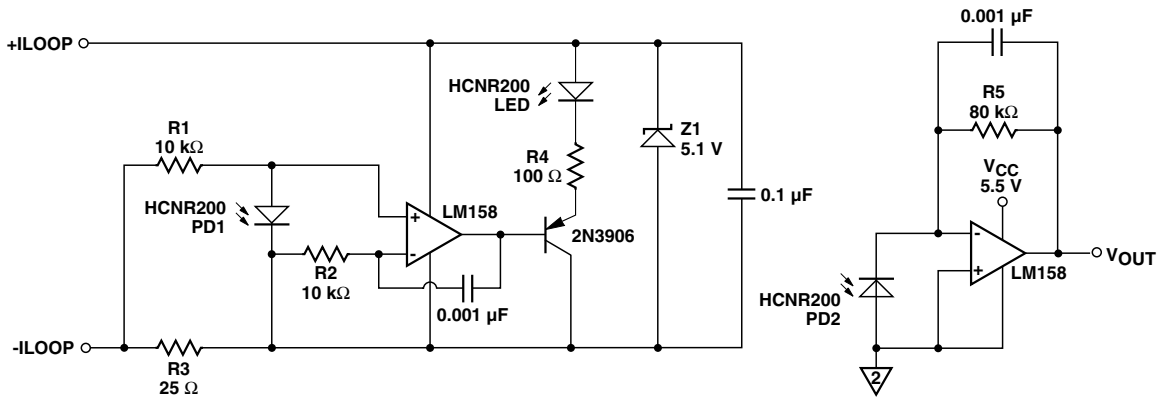 +ILOOP
R1
10 kΩ
HCNR200
PD1
R2
10 kΩ
+
-
LM158
0.001 µF
HCNR200
LED
R4
100 Ω
2N3906
Z1
5.1 V
0.1 µF
-ILOOP
R3
25 Ω
0.001 µF
R5
80 kΩ
VCC
5.5 V
-
+
LM158
VOUT
HCNR200
PD2
2